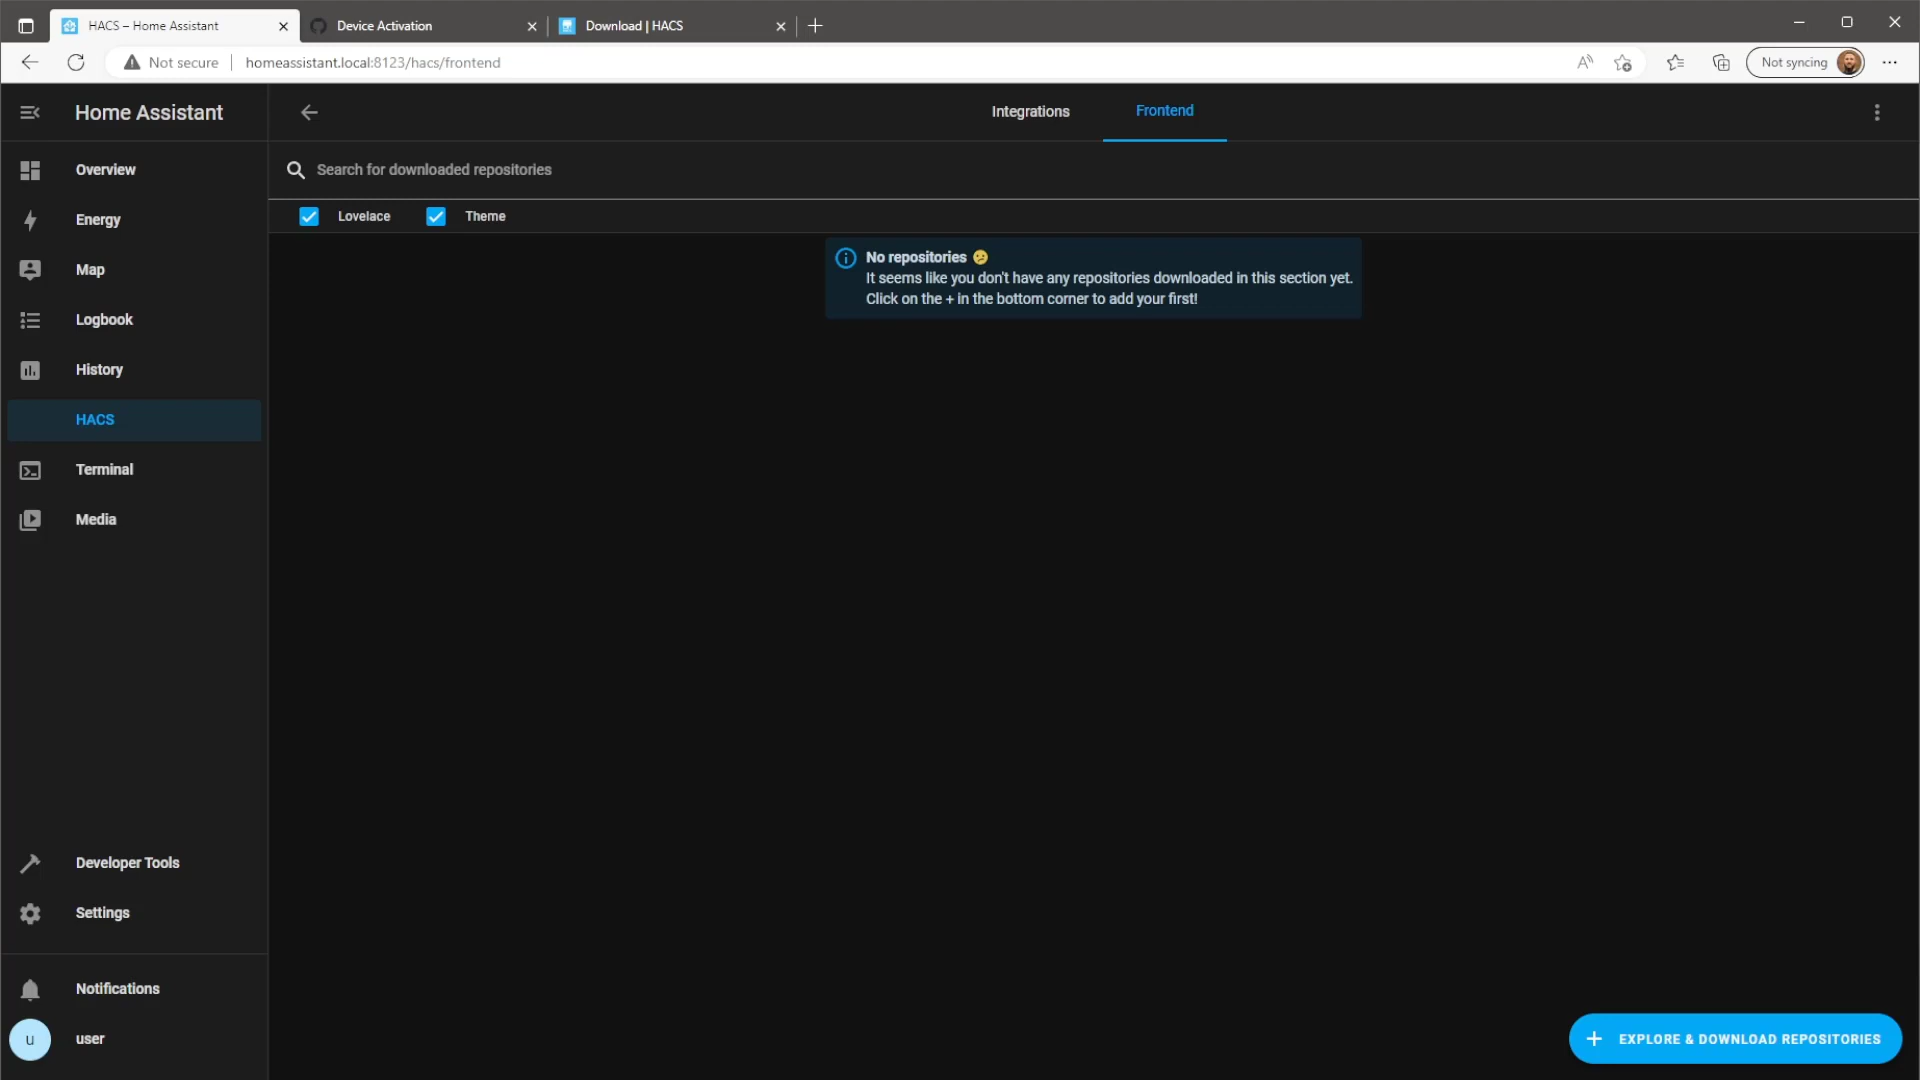 HACS – Home Assistant
Device Activation
Download | HACS
Not secure
homeassistant.local:8123/hacs/frontend
Not syncing
Home Assistant
Integrations
Frontend
Overview
Search for downloaded repositories
Lovelace
Theme
Energy
No repositories 😕
It seems like you don't have any repositories downloaded in this section yet.
Click on the + in the bottom corner to add your first!
Map
Logbook
History
HACS
Terminal
Media
Developer Tools
Settings
Notifications
u
user
+ EXPLORE & DOWNLOAD REPOSITORIES